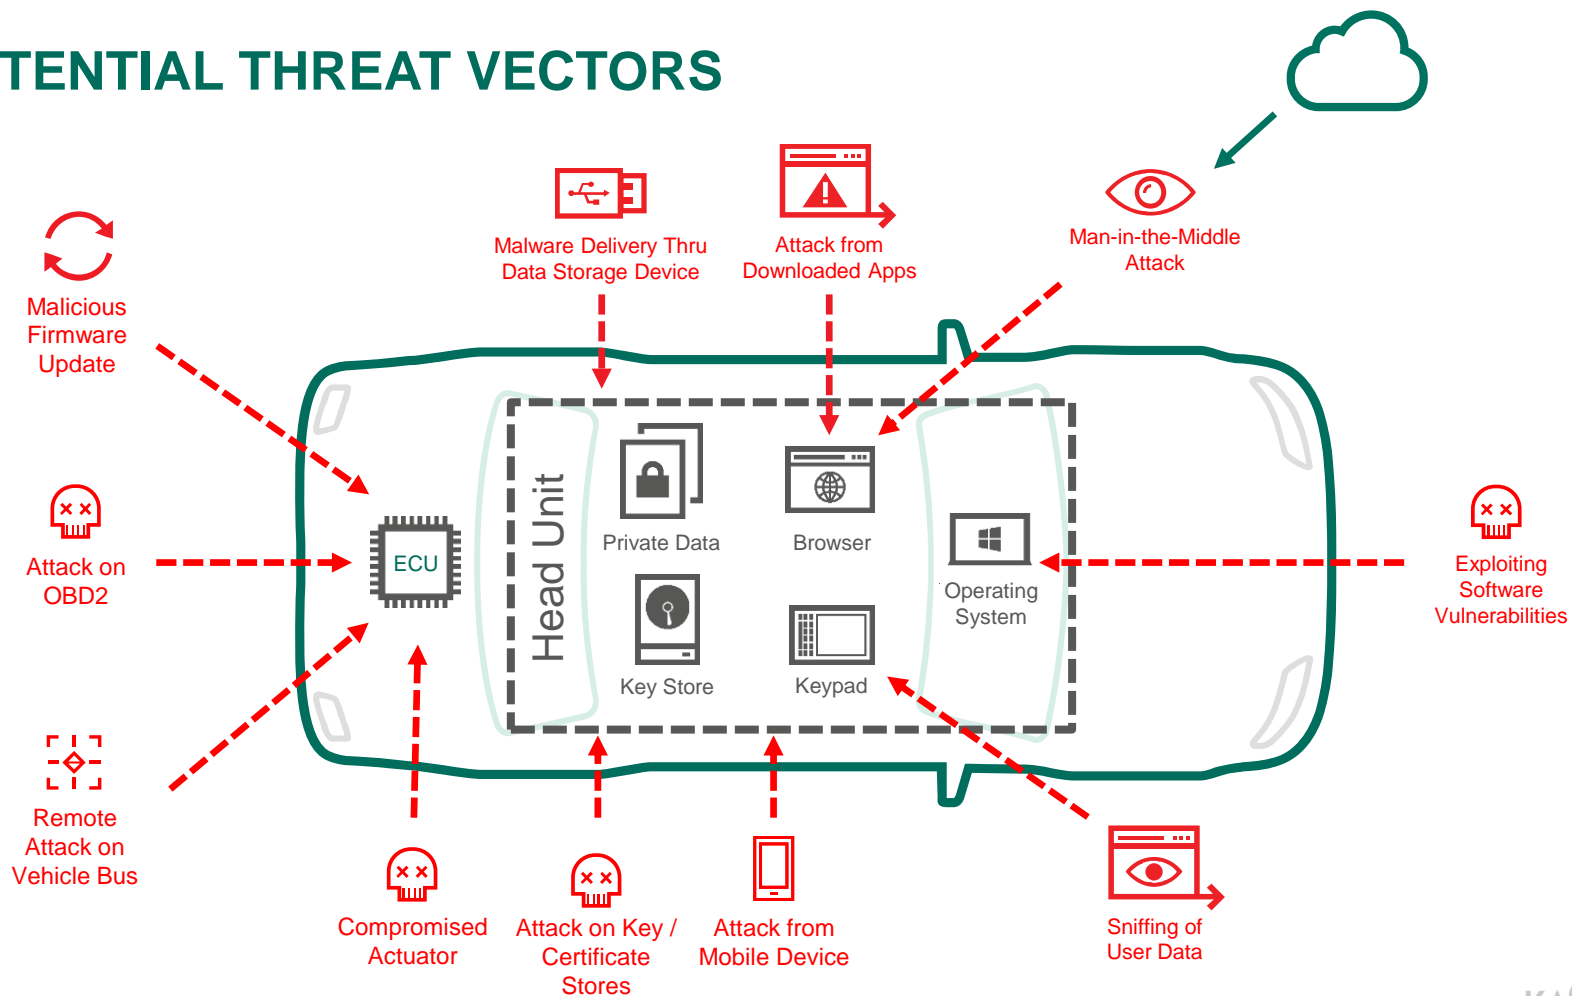 TENTIAL THREAT VECTORS
Malware Delivery Thru
Data Storage Device
Attack from
Downloaded Apps
Man-in-the-Middle
Attack
Malicious
Firmware
Update
Attack on
OBD2
Remote
Attack on
Vehicle Bus
ECU
Head Unit
Private Data
Browser
Key Store
Keypad
Operating
System
Exploiting
Software
Vulnerabilities
Compromised
Actuator
Attack on Key /
Certificate
Stores
Attack from
Mobile Device
Sniffing of
User Data